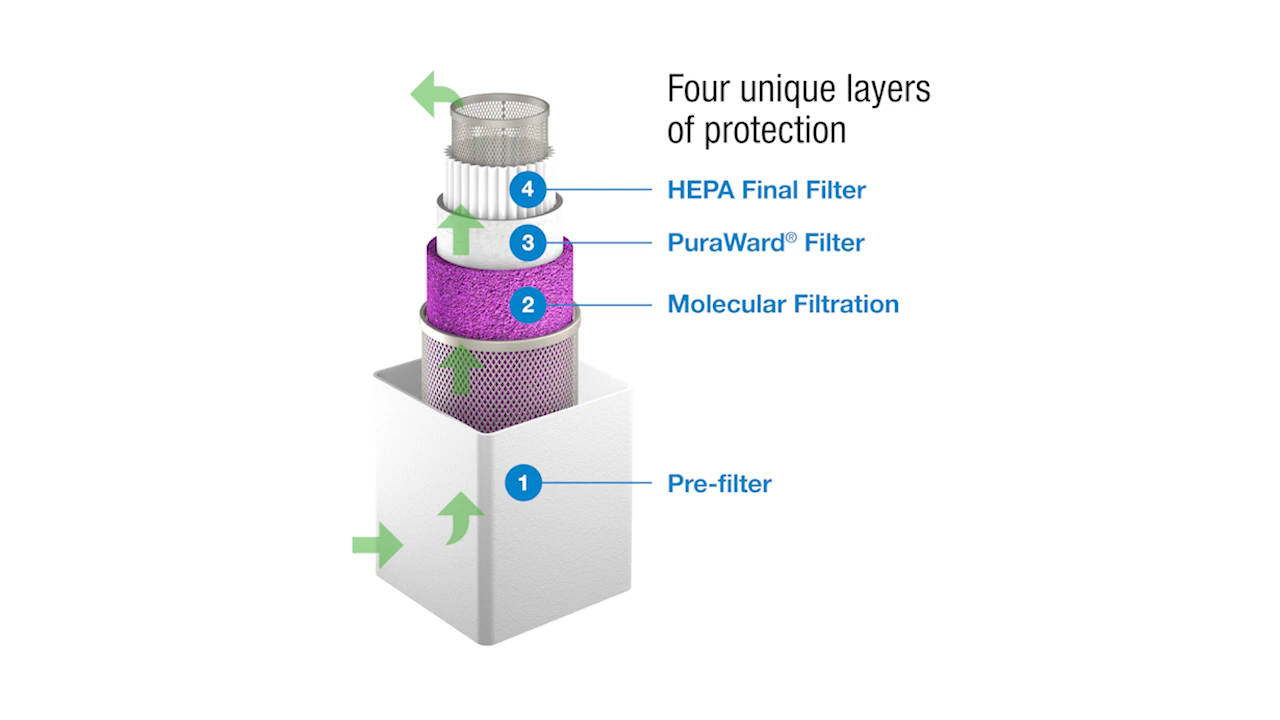 Four unique layers
of protection
4 HEPA Final Filter
3 PuraWard® Filter
2 Molecular Filtration
1 Pre-filter